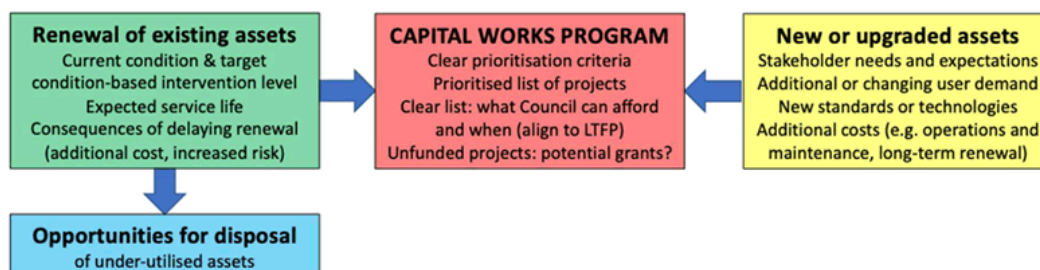 Renewal of existing assets
Current condition & target
condition-based intervention level
Expected service life
Consequences of delaying renewal
(additional cost, increased risk)
CAPITAL WORKS PROGRAM
Clear prioritisation criteria
Prioritised list of projects
Clear list: what Council can afford
and when (align to LTFP)
Unfunded projects: potential grants?
New or upgraded assets
Stakeholder needs and expectations
Additional or changing user demand
New standards or technologies
Additional costs (e.g. operations and
maintenance, long-term renewal)
Opportunities for disposal
of under-utilised assets